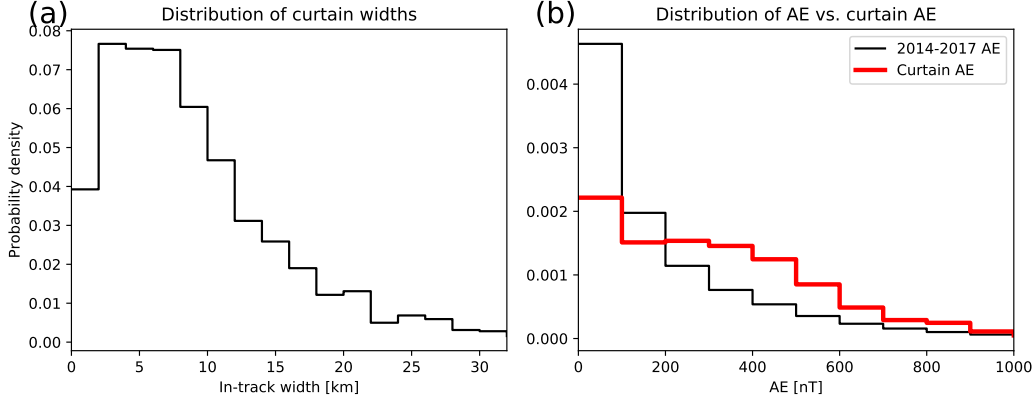 (a)
Distribution of curtain widths
Probability density
0.08
0.07
0.06
0.05
0.04
0.03
0.02
0.01
0.00
0 5 10 15 20 25 30
In-track width [km]
(b)
Distribution of AE vs. curtain AE
2014-2017 AE
Curtain AE
0.004
0.003
0.002
0.001
0.000
0 200 400 600 800 1000
AE [nT]